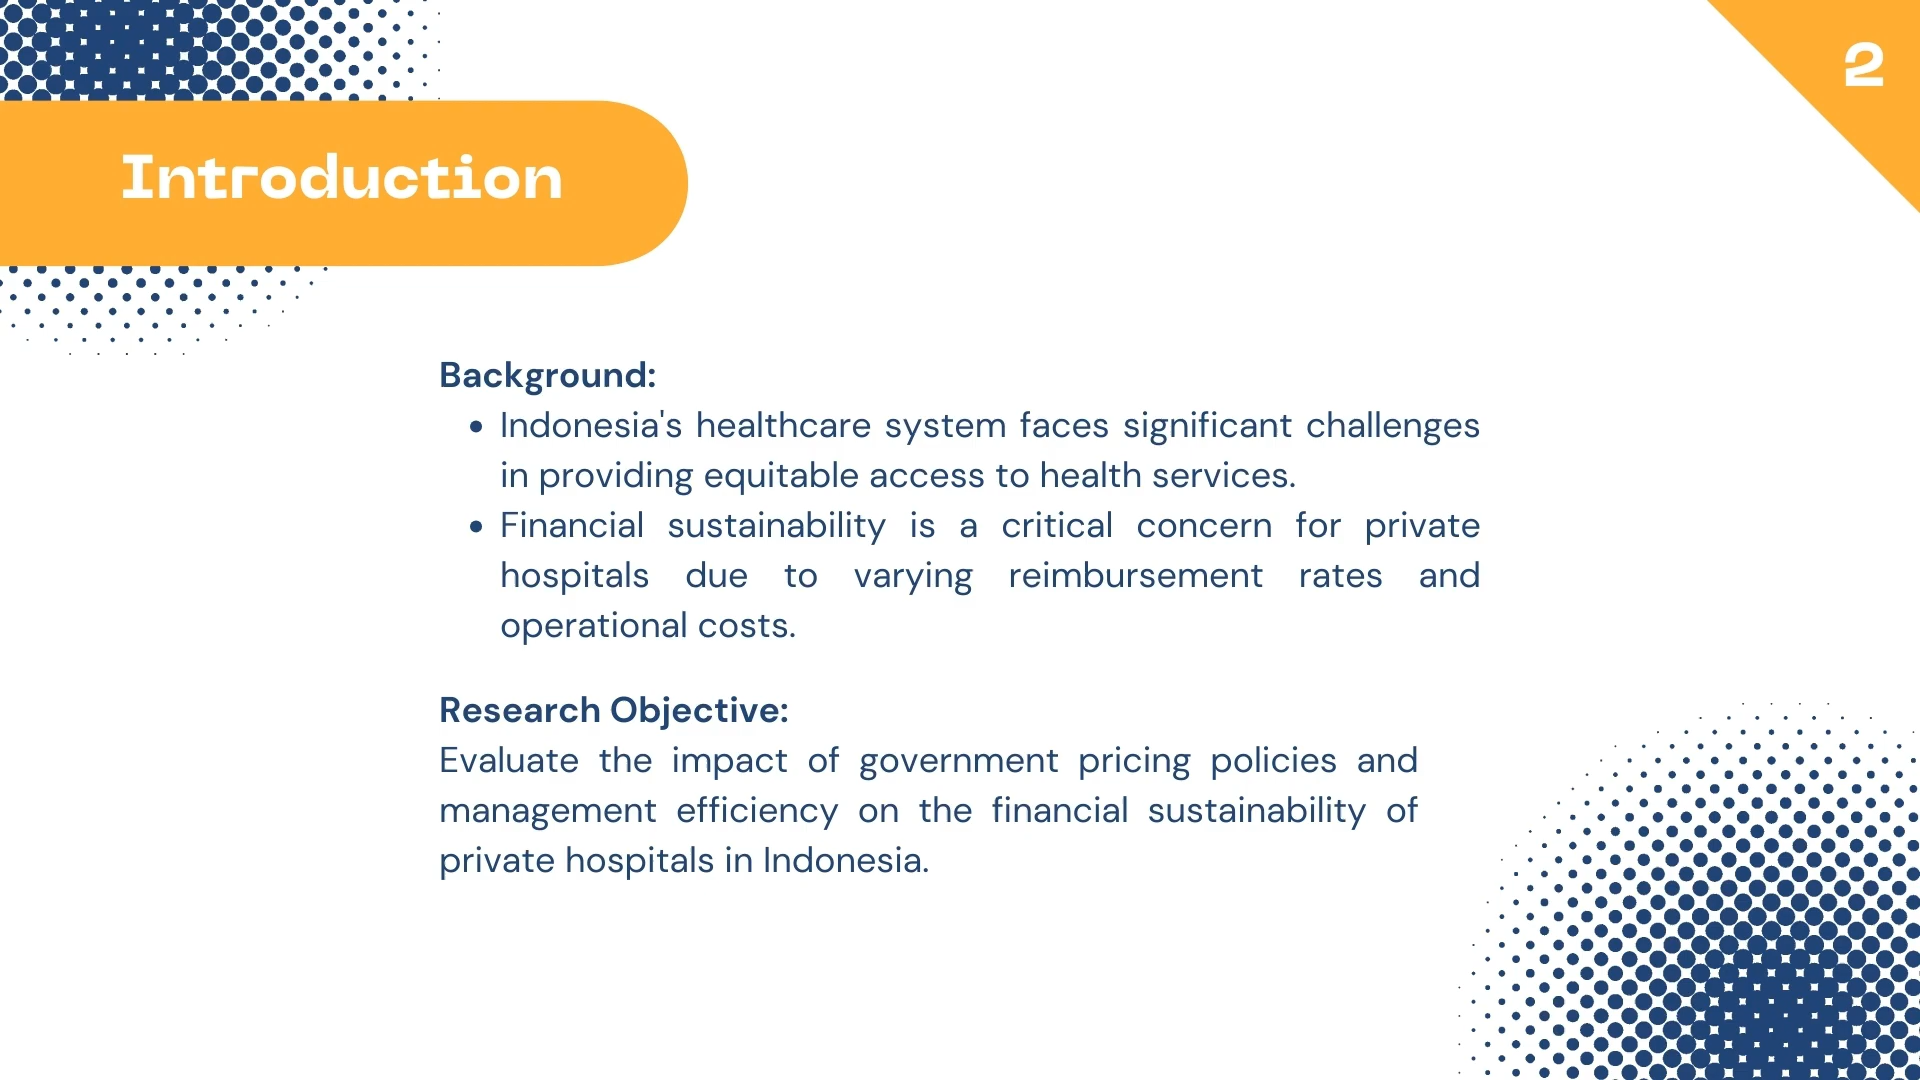 2
Introduction
Background:
• Indonesia's healthcare system faces significant challenges
in providing equitable access to health services.
• Financial sustainability is a critical concern for private
hospitals due to varying reimbursement rates and
operational costs.
Research Objective:
Evaluate the impact of government pricing policies and
management efficiency on the financial sustainability of
private hospitals in Indonesia.